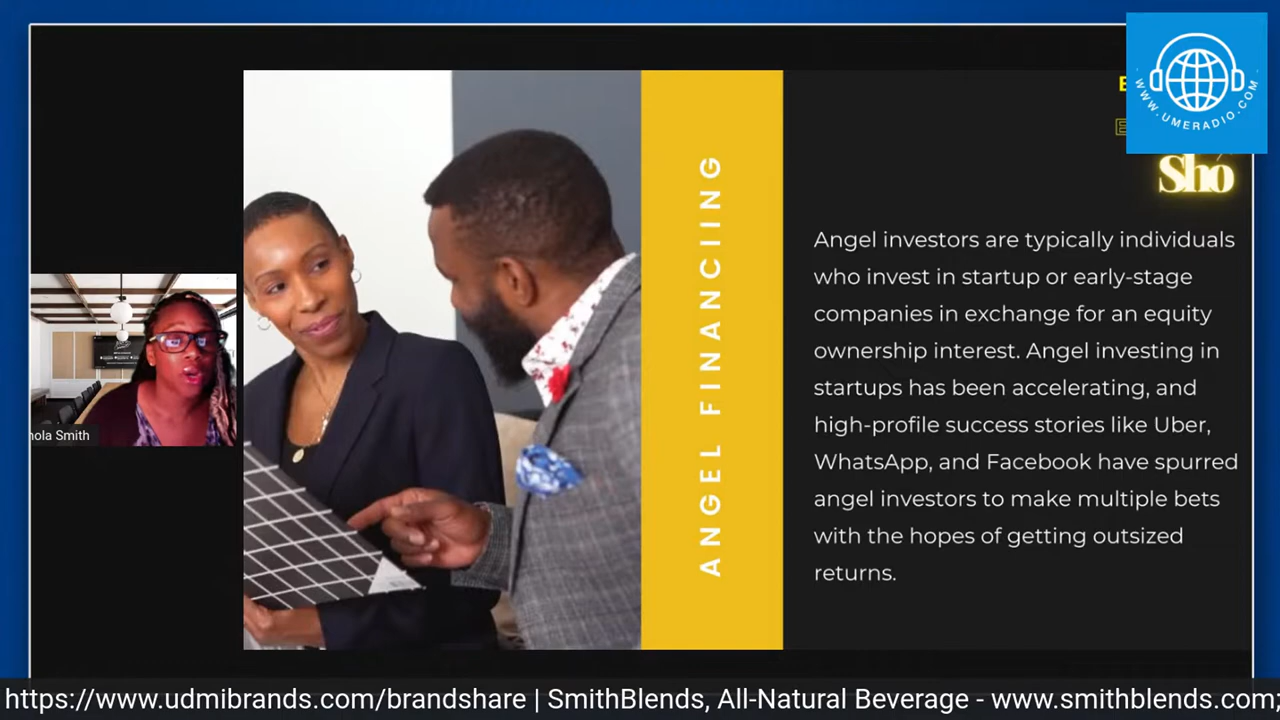 WWW.UMERADIO.COM
Sho
ANGEL FINANCIING
Angel investors are typically individuals
who invest in startup or early-stage
companies in exchange for an equity
ownership interest. Angel investing in
startups has been accelerating, and
high-profile success stories like Uber,
WhatsApp, and Facebook have spurred
angel investors to make multiple bets
with the hopes of getting outsized
returns.
nola Smith
https://www.udmibrands.com/brandshare | SmithBlends, All-Natural Beverage - www.smithblends.com;